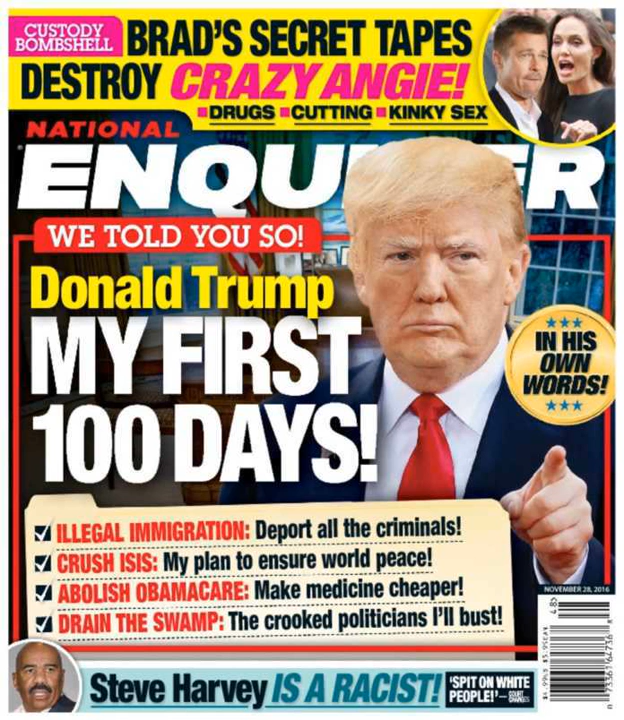 CUSTODY
BOMBSHELL
BRAD'S SECRET TAPES
DESTROY CRAZY ANGIE!
DRUGS CUTTING KINKY SEX
NATIONAL
ENQUIRER
WE TOLD YOU SO!
Donald Trump
MY FIRST
100 DAYS!
IN HIS
OWN
WORDS!
ILLEGAL IMMIGRATION: Deport all the criminals!
CRUSH ISIS: My plan to ensure world peace!
ABOLISH OBAMACARE: Make medicine cheaper!
DRAIN THE SWAMP: The crooked politicians I'll bust!
NOVEMBER 28, 2016
48>
Steve Harvey IS A RACIST!
'SPIT ON WHITE
PEOPLE!'— COURT